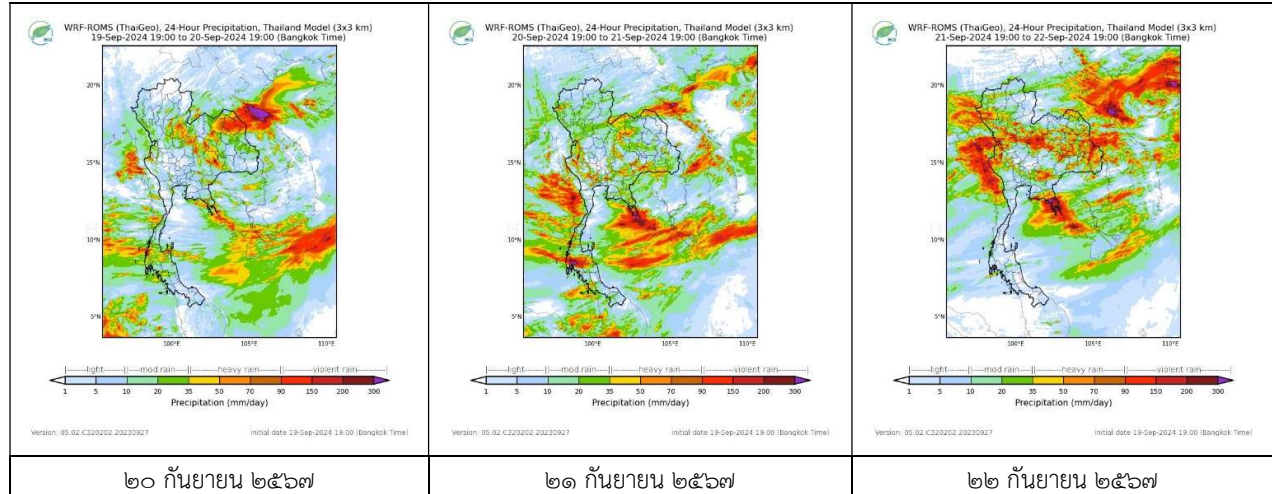 WRF-ROMS (ThaiGeo), 24-Hour Precipitation, Thailand Model (3x3 km)
19-Sep-2024 19:00 to 20-Sep-2024 19:00 (Bangkok Time)
20°N
15°N
10°N
5°N
100°E 105°E 110°E
light mod rain heavy rain violent rain
1 5 10 20 35 50 70 90 150 200 300
Precipitation (mm/day)
Version: 05.02.C320202.20230927 initial date 19-Sep-2024 19:00 (Bangkok Time)
๒๐ กันยายน ๒๕๖๗
WRF-ROMS (ThaiGeo), 24-Hour Precipitation, Thailand Model (3x3 km)
20-Sep-2024 19:00 to 21-Sep-2024 19:00 (Bangkok Time)
20°N
15°N
10°N
5°N
100°E 105°E 110°E
light mod rain heavy rain violent rain
1 5 10 20 35 50 70 90 150 200 300
Precipitation (mm/day)
Version: 05.02.C320202.20230927 initial date 19-Sep-2024 19:00 (Bangkok Time)
๒๑ กันยายน ๒๕๖๗
WRF-ROMS (ThaiGeo), 24-Hour Precipitation, Thailand Model (3x3 km)
21-Sep-2024 19:00 to 22-Sep-2024 19:00 (Bangkok Time)
20°N
15°N
10°N
5°N
100°E 105°E 110°E
light mod rain heavy rain violent rain
1 5 10 20 35 50 70 90 150 200 300
Precipitation (mm/day)
Version: 05.02.C320202.20230927 initial date 19-Sep-2024 19:00 (Bangkok Time)
๒๒ กันยายน ๒๕๖๗